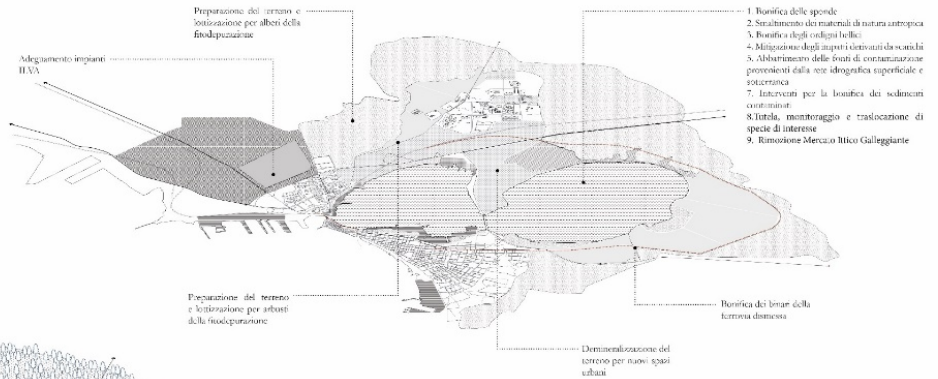 Preparazione del terreno e
lottizzazione per alberi della
fitodepurazione
Adeguamento impianti
ILVA
1. Bonifica delle sponde
2. Smaltimento dei materiali di natura antropica
3. Bonifica degli ordigni bellici
4. Mitigazione degli impatti derivanti da scarichi
5. Abbattimento delle fonti di contaminazione
provenienti dalla rete idrografica superficiale e
sotterranea
7. Interventi per la bonifica dei sedimenti
contaminati
8.Tutela, monitoraggio e traslocazione di
specie di interesse
9. Rimozione Mercato Ittico Galleggiante
Preparazione del terreno
e lottizzazione per arbusti
della fitodepurazione
Bonifica dei binari della
ferrovia dismessa
Demineralizzazione del
terreno per nuovi spazi
urbani